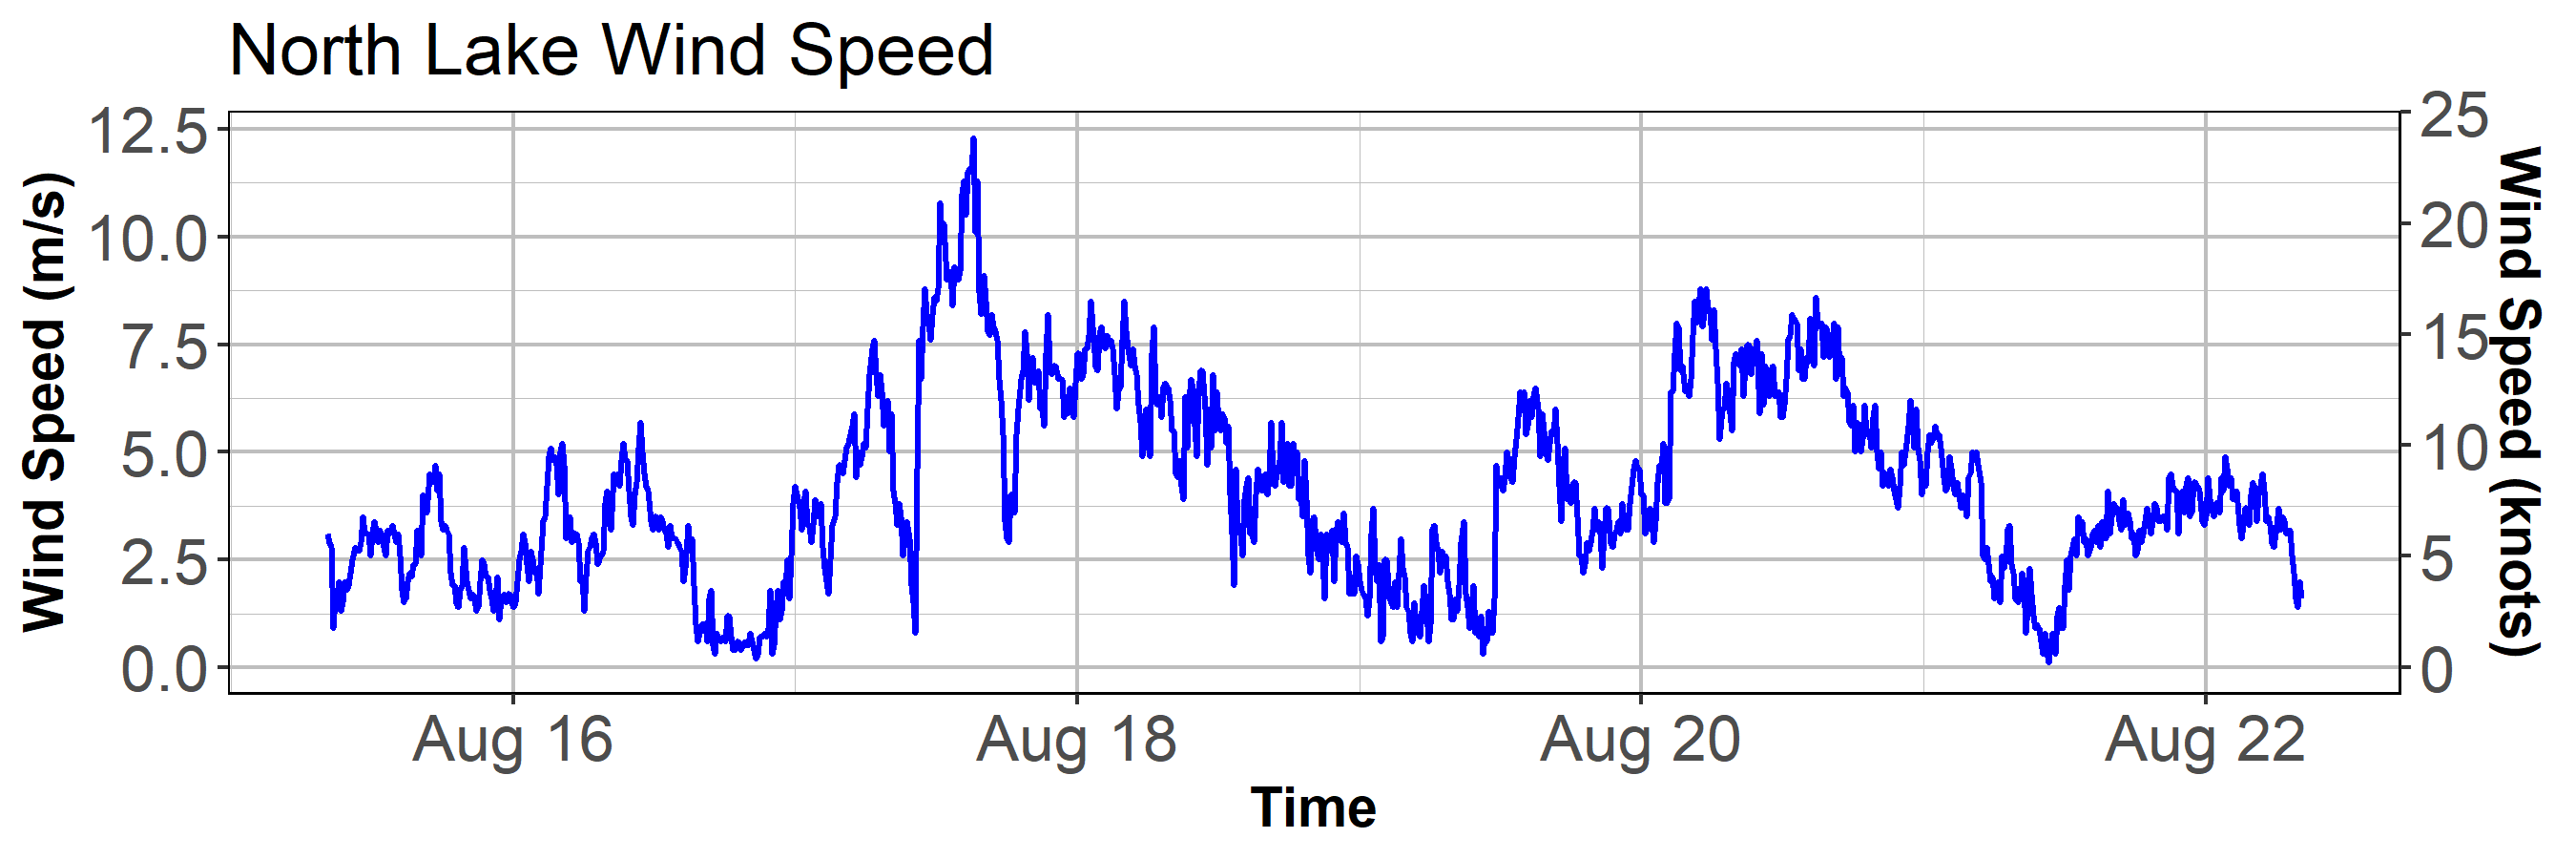 North Lake Wind Speed
Wind Speed (m/s)
12.5
10.0
7.5
5.0
2.5
0.0
25
20
15
10
5
0
Wind Speed (knots)
Aug 16
Aug 18
Aug 20
Aug 22
Time